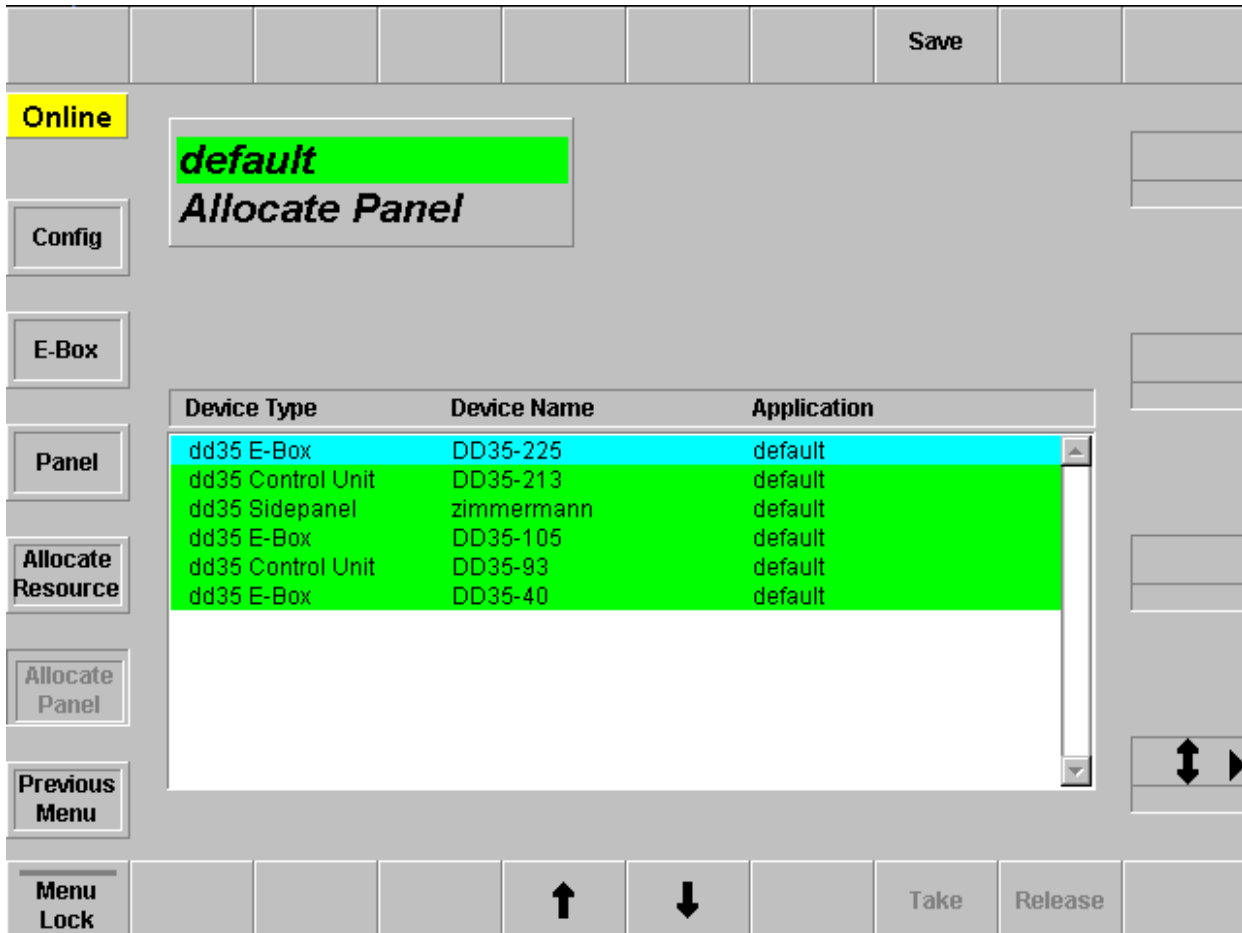 Save
Online
default
Allocate Panel
Config
E-Box
Panel
Allocate
Resource
Allocate
Panel
Previous
Menu
Menu
Lock
Device Type Device Name Application
dd35 E-Box DD35-225 default
dd35 Control Unit DD35-213 default
dd35 Sidepanel zimmermann default
dd35 E-Box DD35-105 default
dd35 Control Unit DD35-93 default
dd35 E-Box DD35-40 default
Take Release